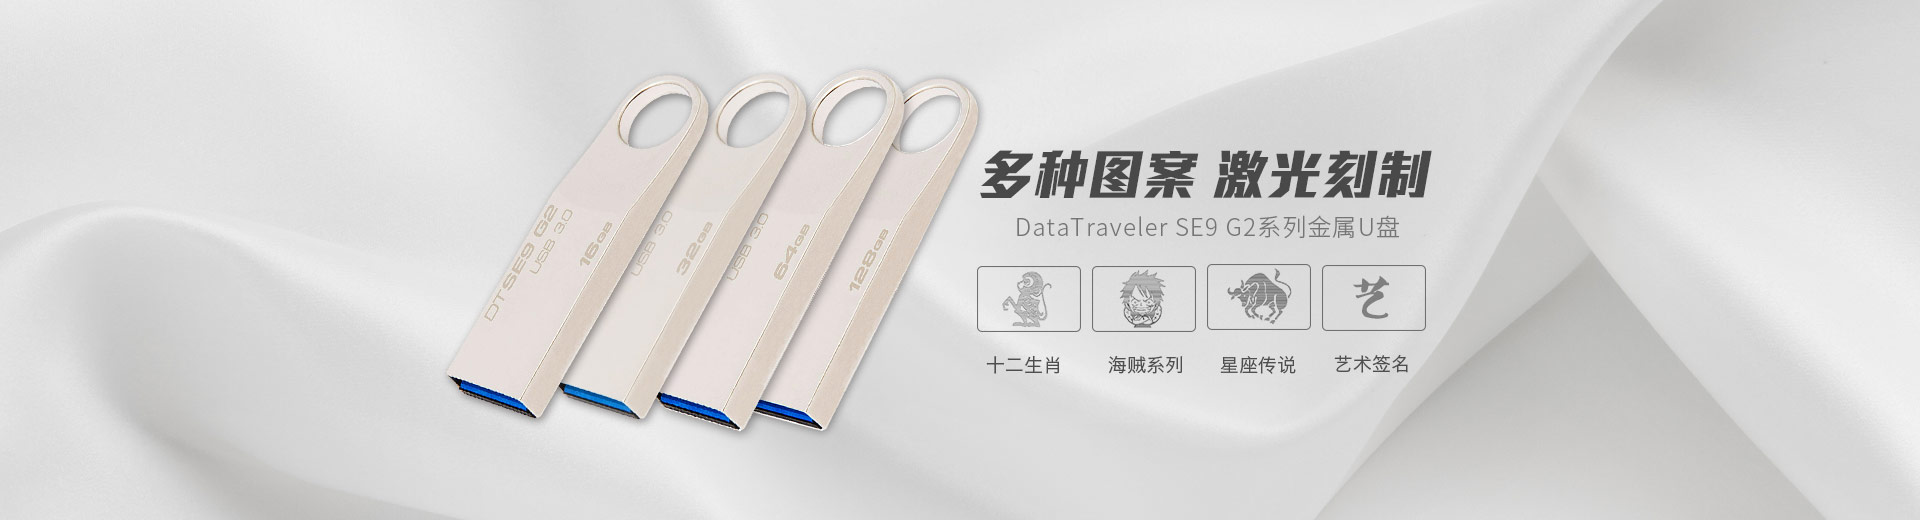 多种图案 激光刻制
DataTraveler SE9 G2系列金属U盘
艺
十二生肖
海贼系列
星座传说
艺术签名
DTSE9 G2
USB 3.0
16GB
USB 3.0
32GB
USB 3.0
64GB
128GB